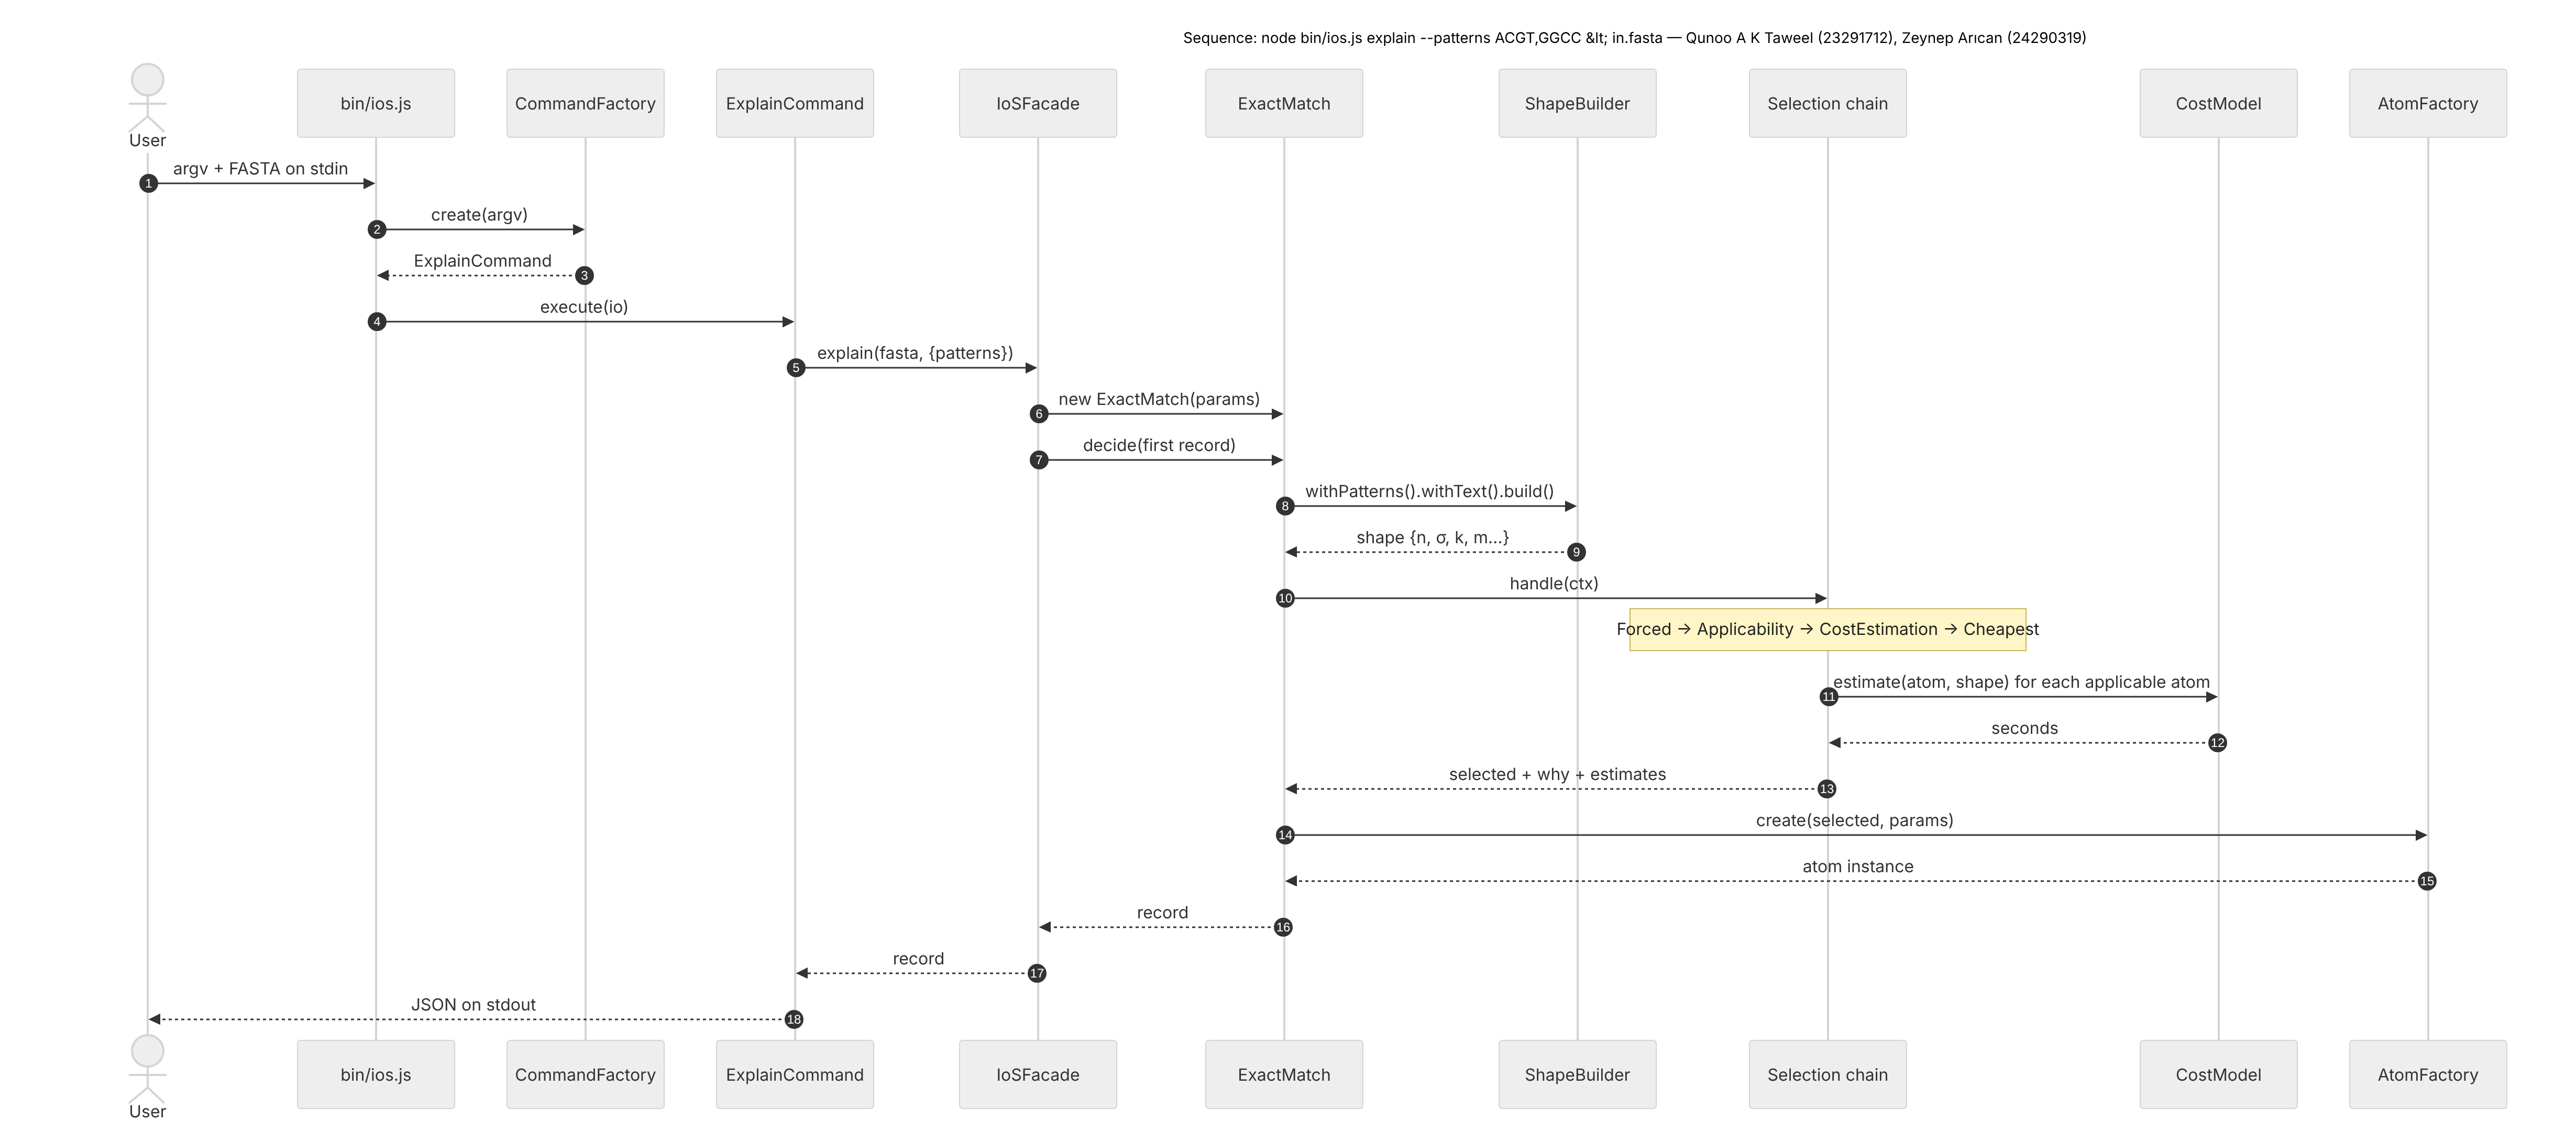 Sequence: node bin/ios.js explain --patterns ACGT,GGCC &lt; in.fasta — Qunoo A K Taweel (23291712), Zeynep Arıcan (24290319)
User
bin/ios.js
CommandFactory
ExplainCommand
IoSFacade
ExactMatch
ShapeBuilder
Selection chain
CostModel
AtomFactory
1 argv + FASTA on stdin
2 create(argv)
ExplainCommand 3
4 execute(io)
5 explain(fasta, {patterns})
6 new ExactMatch(params)
7 decide(first record)
8 withPatterns().withText().build()
shape {n, σ, k, m...} 9
10 handle(ctx)
Forced → Applicability → CostEstimation → Cheapest
11 estimate(atom, shape) for each applicable atom
seconds 12
selected + why + estimates 13
14 create(selected, params)
atom instance 15
record 16
record 17
JSON on stdout 18
User
bin/ios.js
CommandFactory
ExplainCommand
IoSFacade
ExactMatch
ShapeBuilder
Selection chain
CostModel
AtomFactory